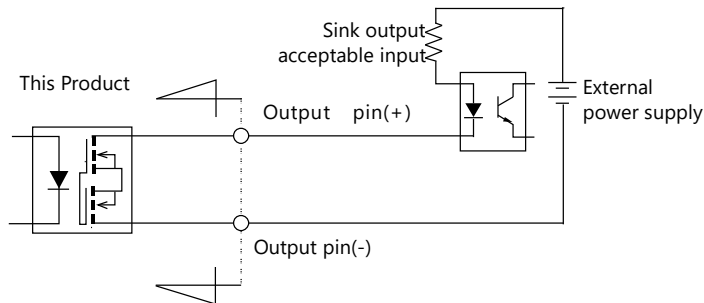 Sink output
acceptable input
This Product
External
power supply
Output pin(+)
Output pin(-)